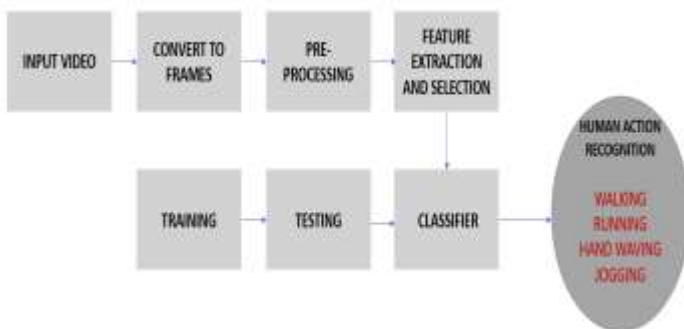 INPUT VIDEO
CONVERT TO
FRAMES
PRE-
PROCESSING
FEATURE
EXTRACTION
AND SELECTION
HUMAN ACTION
RECOGNITION
WALKING
RUNNING
HAND WAVING
JOGGING
TRAINING
TESTING
CLASSIFIER